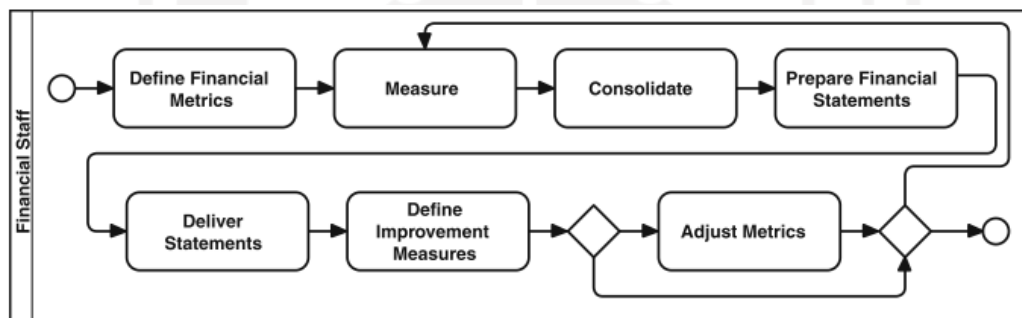 Financial Staff
Define Financial
Metrics
Measure
Consolidate
Prepare Financial
Statements
Deliver
Statements
Define
Improvement
Measures
Adjust Metrics